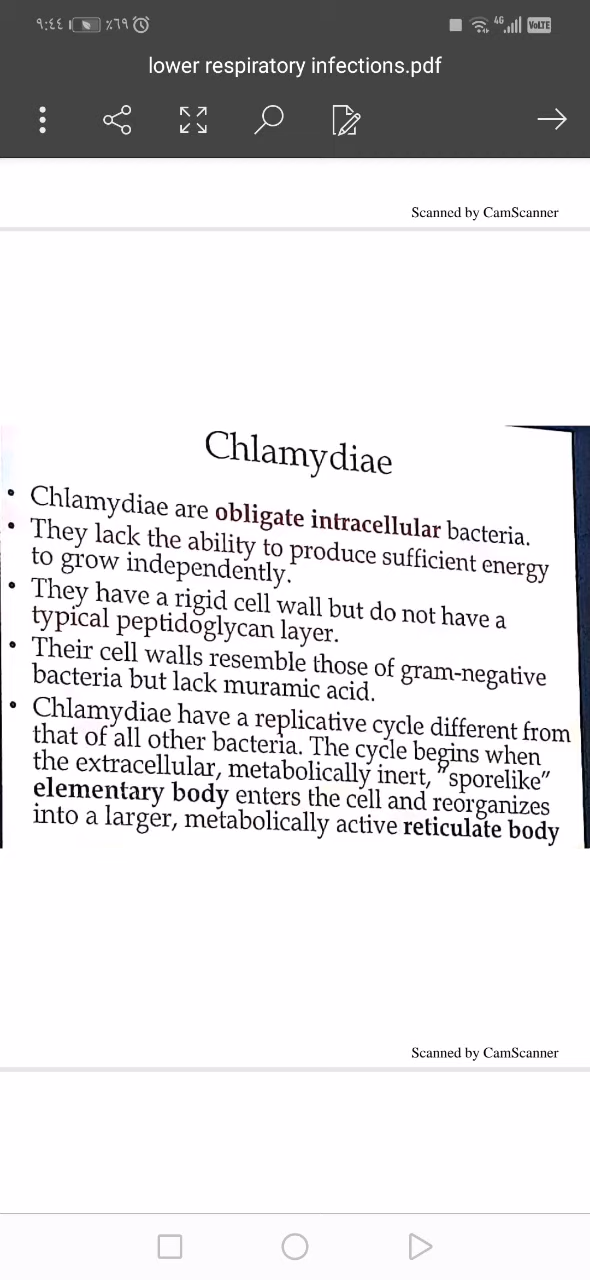 ٩:٤٤ ٪٦٩ 4G VoLTE
lower respiratory infections.pdf
Scanned by CamScanner
Chlamydiae
• Chlamydiae are obligate intracellular bacteria.
• They lack the ability to produce sufficient energy
to grow independently.
• They have a rigid cell wall but do not have a
typical peptidoglycan layer.
• Their cell walls resemble those of gram-negative
bacteria but lack muramic acid.
• Chlamydiae have a replicative cycle different from
that of all other bacteria. The cycle begins when
the extracellular, metabolically inert, "sporelike"
elementary body enters the cell and reorganizes
into a larger, metabolically active reticulate body
Scanned by CamScanner